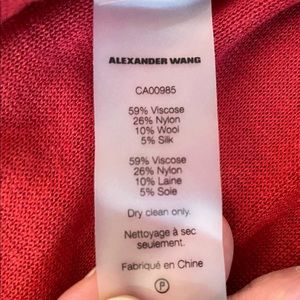 ALEXANDER WANG
CA00985
59% Viscose
26% Nylon
10% Wool
5% Silk
59% Viscose
26% Nylon
10% Laine
5% Soie
Dry clean only.
Nettoyage à sec
seulement.
Fabriqué en Chine
P